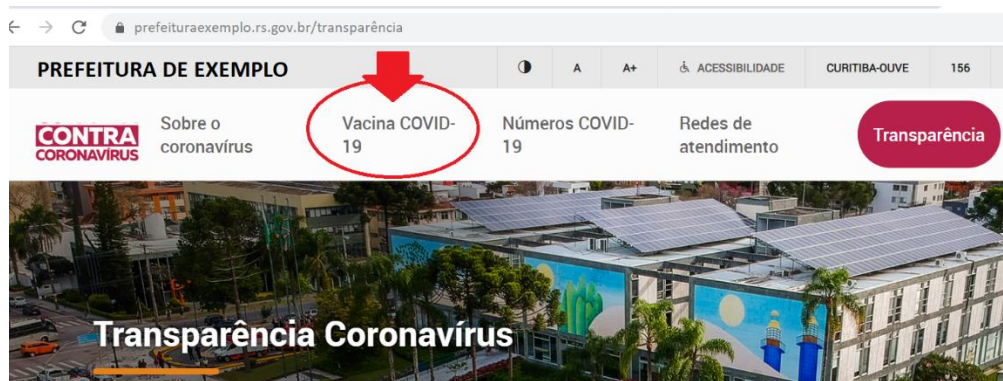 prefeituraexemplo.rs.gov.br/transparência
PREFEITURA DE EXEMPLO
A
A+
ACESSIBILIDADE
CURITIBA-OUVE
156
CONTRA
CORONAVÍRUS
Sobre o
coronavírus
Vacina COVID-
19
Números COVID-
19
Redes de
atendimento
Transparência
Transparência Coronavírus